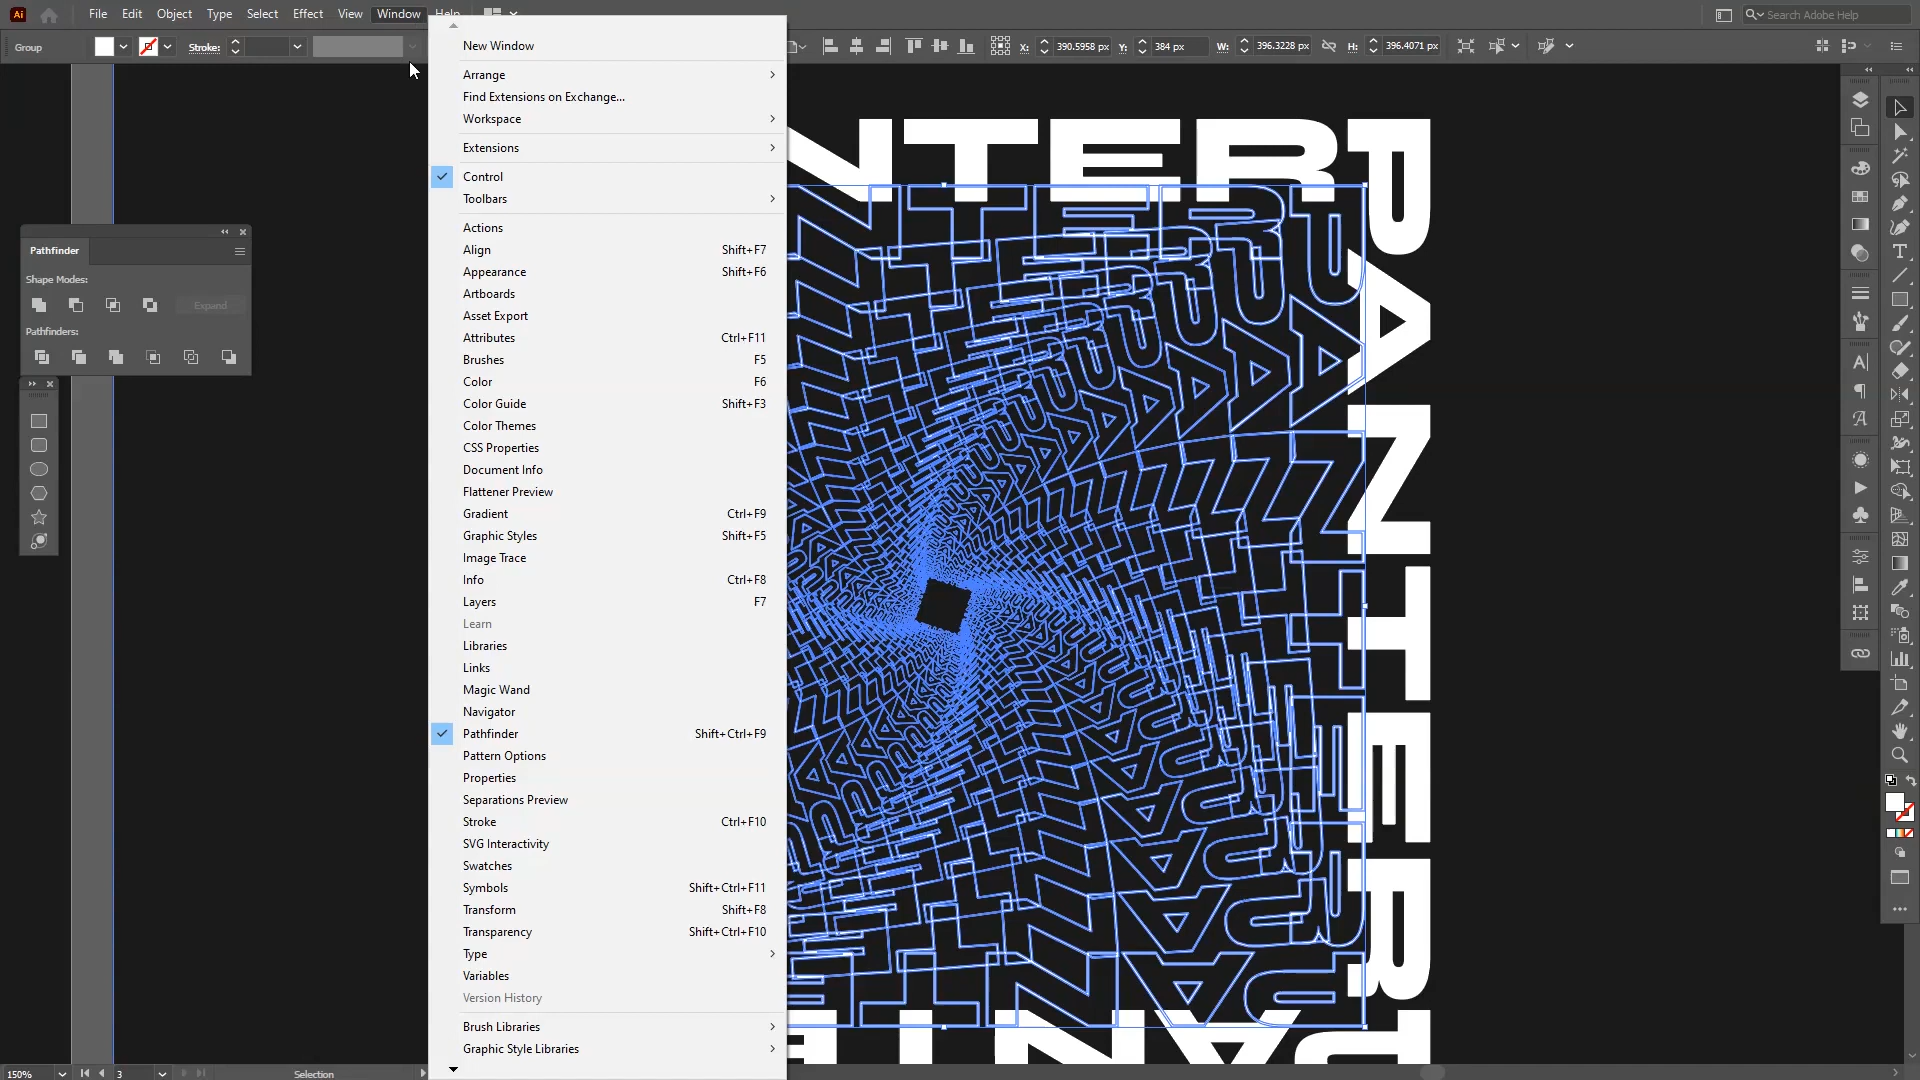 Ai File Edit Object Type Select Effect View Window Help Search Adobe Help
Group Stroke: X: 390.5958 px Y: 384 px W: 396.3228 px H: 396.4071 px
New Window
Arrange
Find Extensions on Exchange...
Workspace
Extensions
Control
Toolbars
Actions
Align Shift+F7
Appearance Shift+F6
Artboards
Asset Export
Attributes Ctrl+F11
Brushes F5
Color F6
Color Guide Shift+F3
Color Themes
CSS Properties
Document Info
Flattener Preview
Gradient Ctrl+F9
Graphic Styles Shift+F5
Image Trace
Info Ctrl+F8
Layers F7
Learn
Libraries
Links
Magic Wand
Navigator
Pathfinder Shift+Ctrl+F9
Pattern Options
Properties
Separations Preview
Stroke Ctrl+F10
SVG Interactivity
Swatches
Symbols Shift+Ctrl+F11
Transform Shift+F8
Transparency Shift+Ctrl+F10
Type
Variables
Version History
Brush Libraries
Graphic Style Libraries
Pathfinder
Shape Modes:
Expand
Pathfinders:
NTER
PANTER
150% 3 Selection